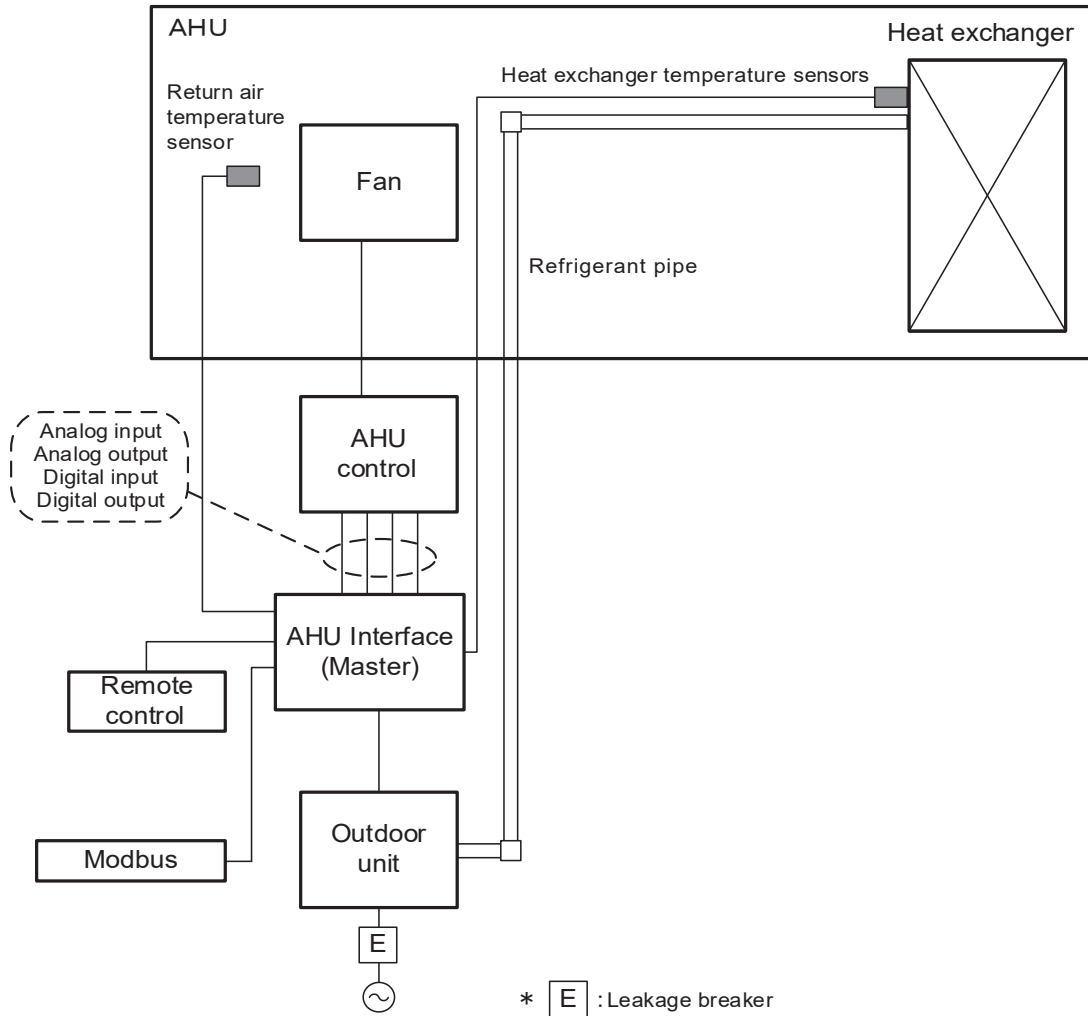 AHU
Heat exchanger
Heat exchanger temperature sensors
Return air
temperature
sensor
Fan
Refrigerant pipe
Analog input
Analog output
Digital input
Digital output
AHU
control
AHU Interface
(Master)
Remote
control
Outdoor
unit
Modbus
E
* E : Leakage breaker